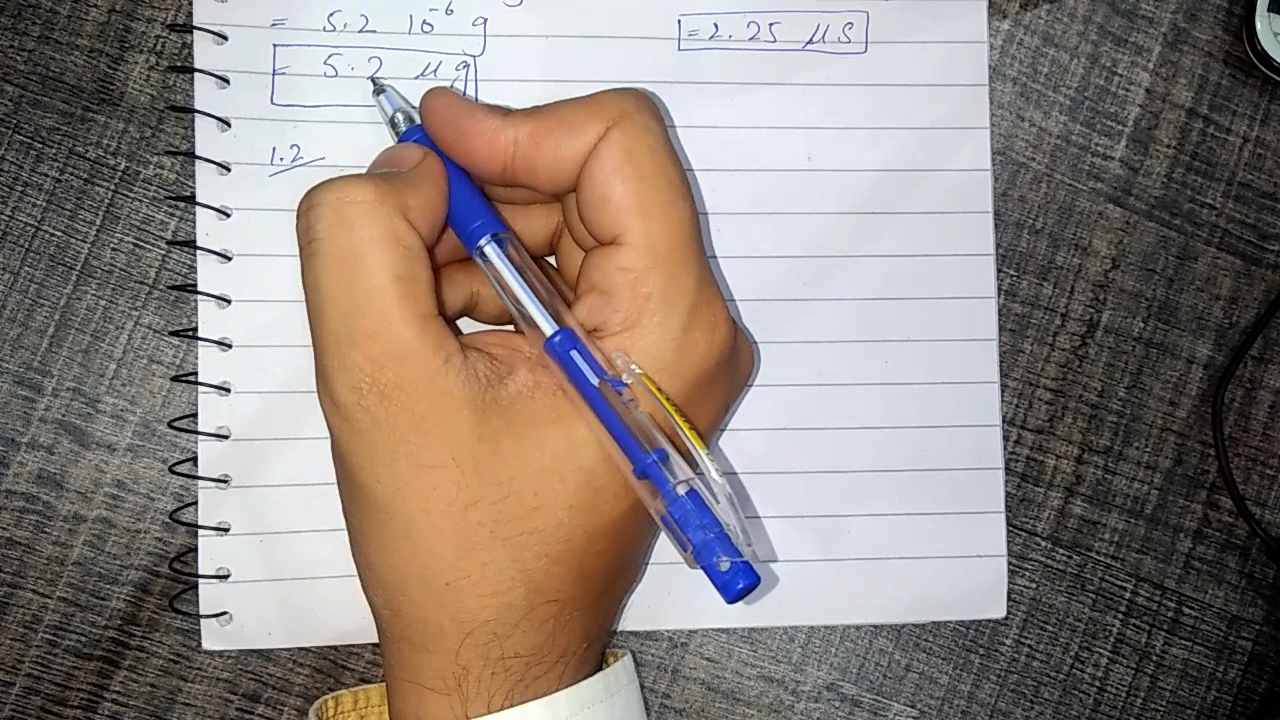 = 5.2 10⁻⁶ g
= 5.2 μg
= 2.25 μS
1.2